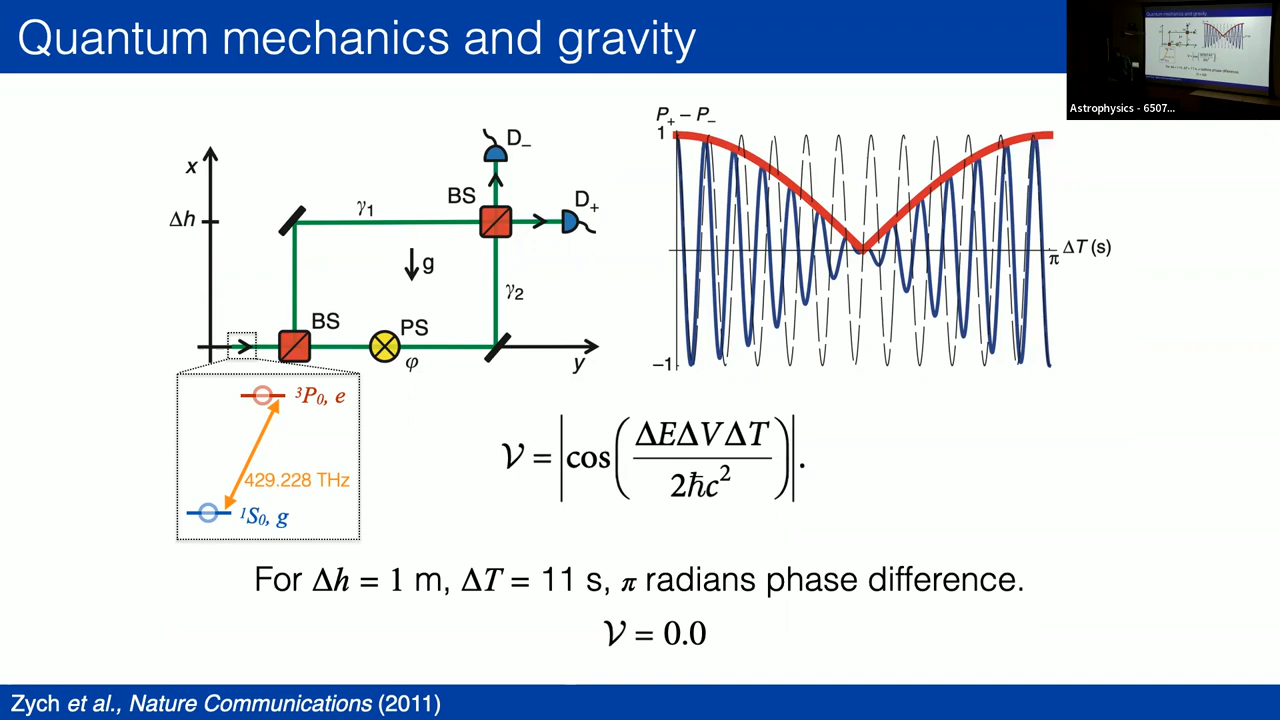 Quantum mechanics and gravity
Astrophysics - 6507...
x
Δh
BS
PS
φ
γ₁
g
BS
D₋
D₊
γ₂
y
³P₀, e
429.228 THz
¹S₀, g
P₊ – P₋
1
–1
π
ΔT (s)
𝒱 = |cos(ΔEΔVΔT / 2ℏc²)|.
For Δh = 1 m, ΔT = 11 s, π radians phase difference.
𝒱 = 0.0
Zych et al., Nature Communications (2011)